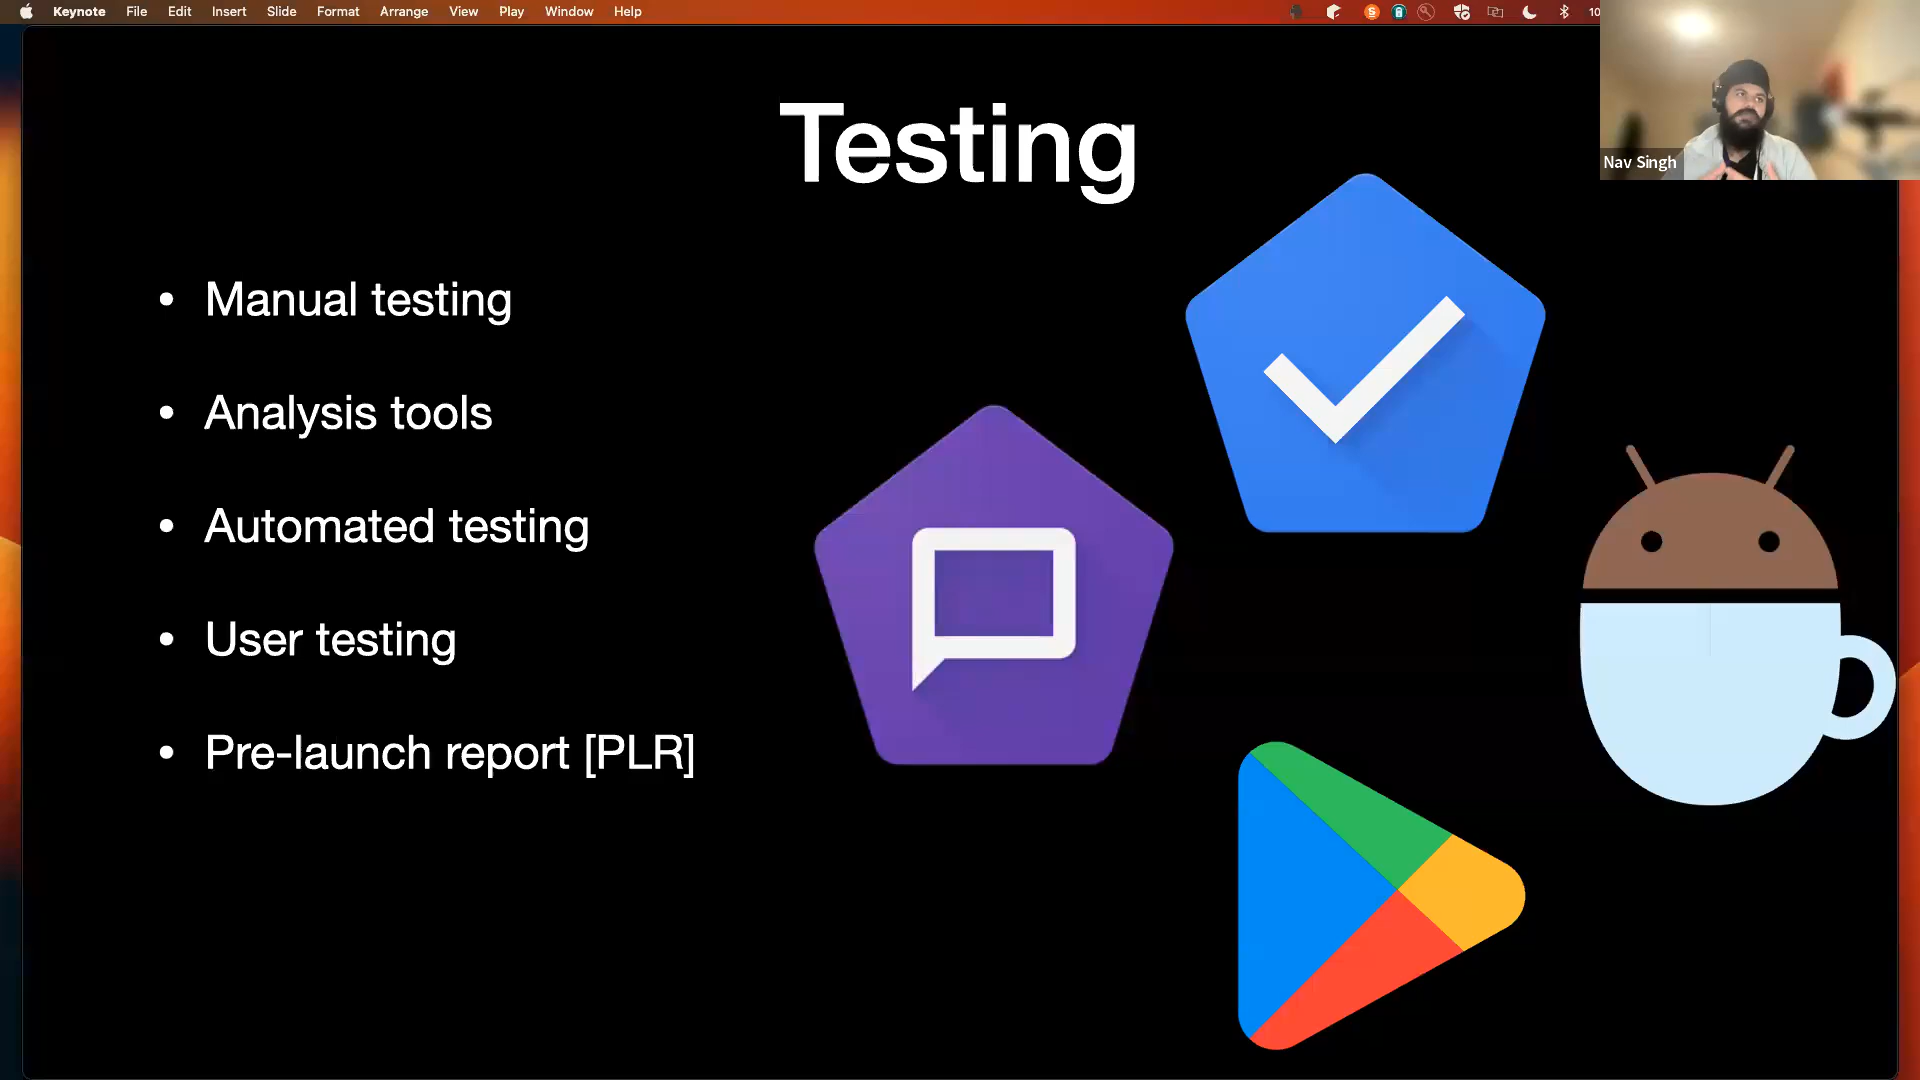 Keynote File Edit Insert Slide Format Arrange View Play Window Help
10
Testing
Nav Singh
• Manual testing
• Analysis tools
• Automated testing
• User testing
• Pre-launch report [PLR]